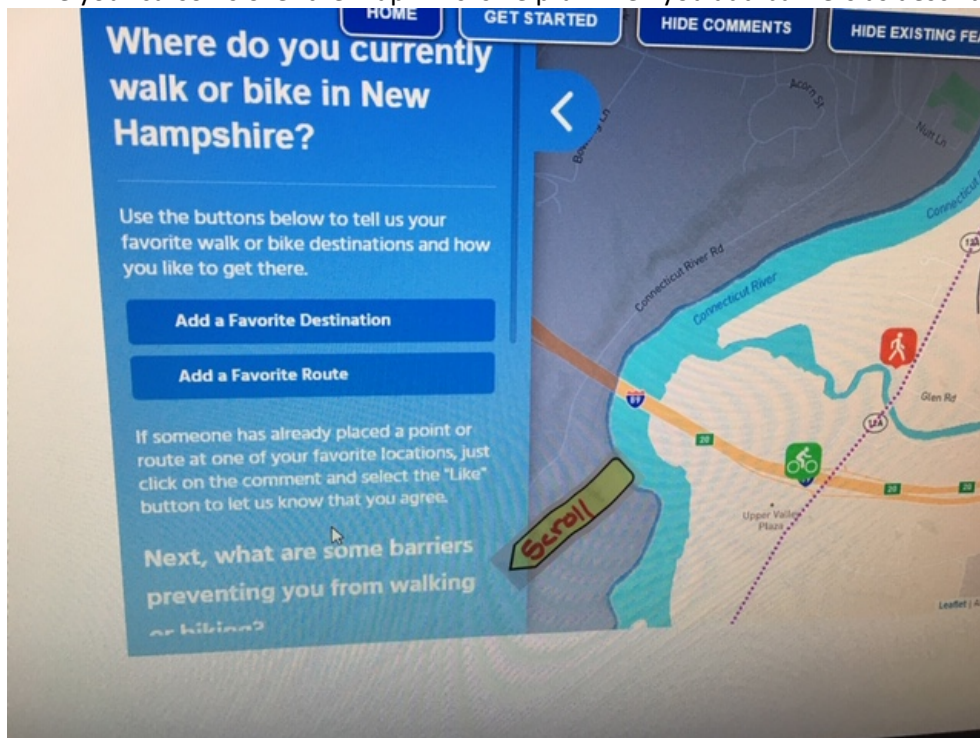 HOME
GET STARTED
HIDE COMMENTS
HIDE EXISTING
Where do you currently
walk or bike in New
Hampshire?
Use the buttons below to tell us your
favorite walk or bike destinations and how
you like to get there.
Add a Favorite Destination
Add a Favorite Route
If someone has already placed a point or
route at one of your favorite locations, just
click on the comment and select the "Like"
button to let us know that you agree.
Next, what are some barriers
preventing you from walking
or biking?
Scroll
Acorn St
Nutt Ln
Connecticut River Rd
Connecticut River
Connecticut
12A
89
20
Glen Rd
12A
20
20
Upper Valley
Plaza
Leaflet